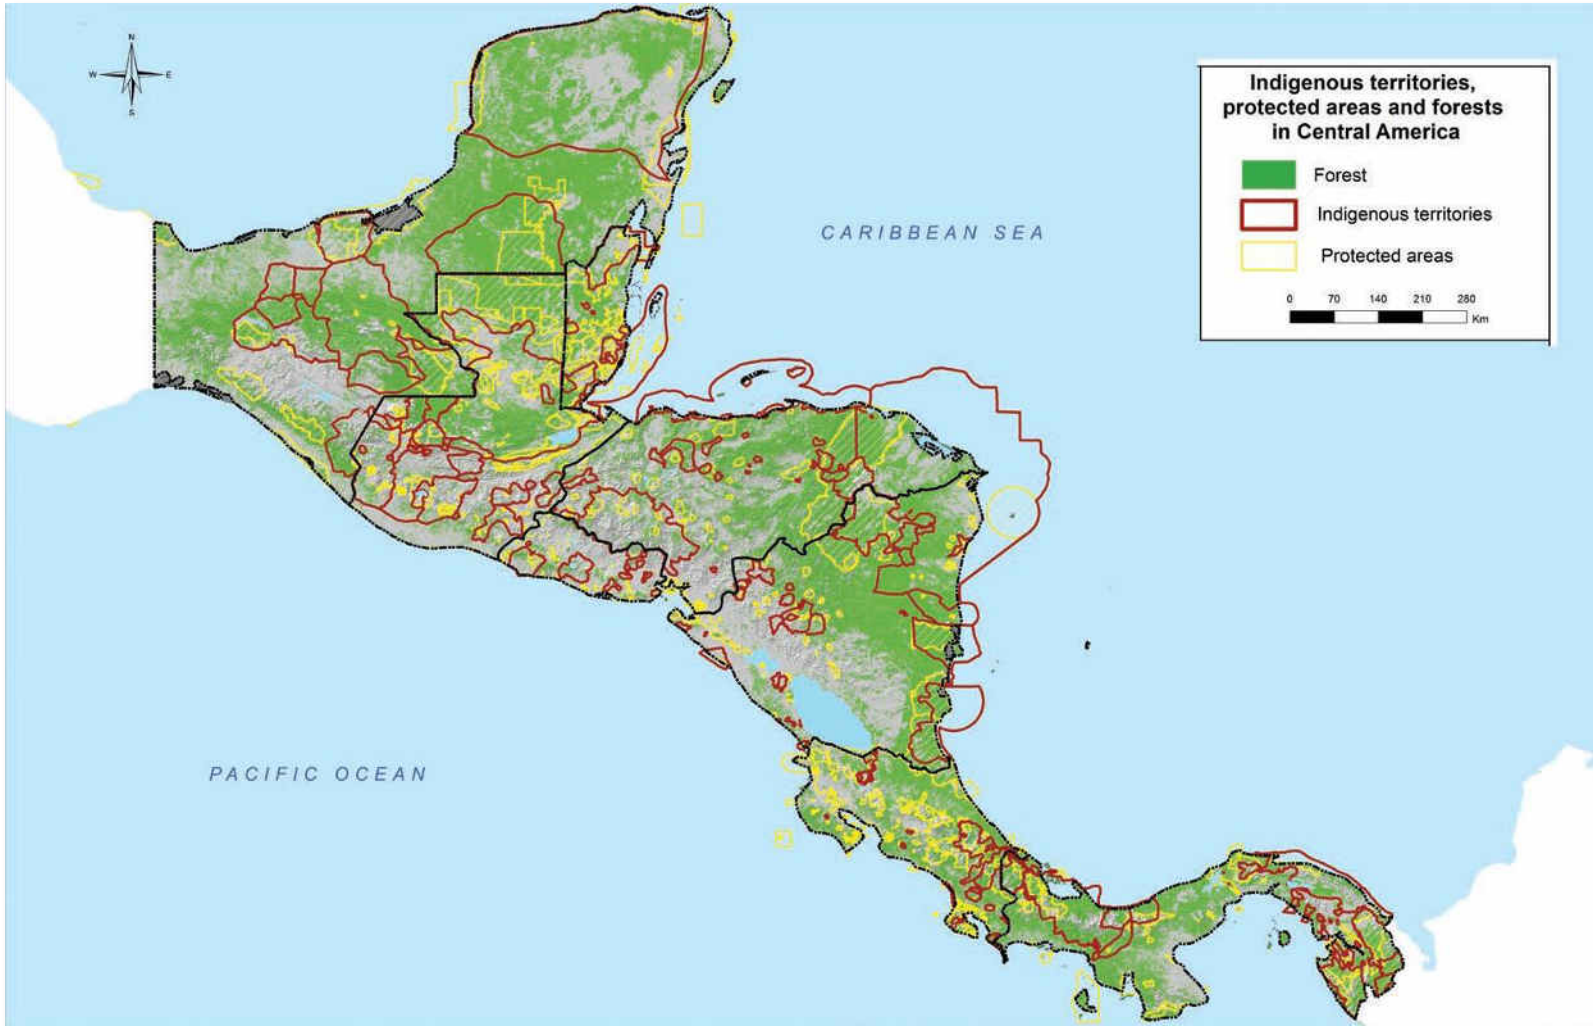 N
W E
S
Indigenous territories,
protected areas and forests
in Central America
Forest
Indigenous territories
Protected areas
0 70 140 210 280
Km
CARIBBEAN SEA
PACIFIC OCEAN